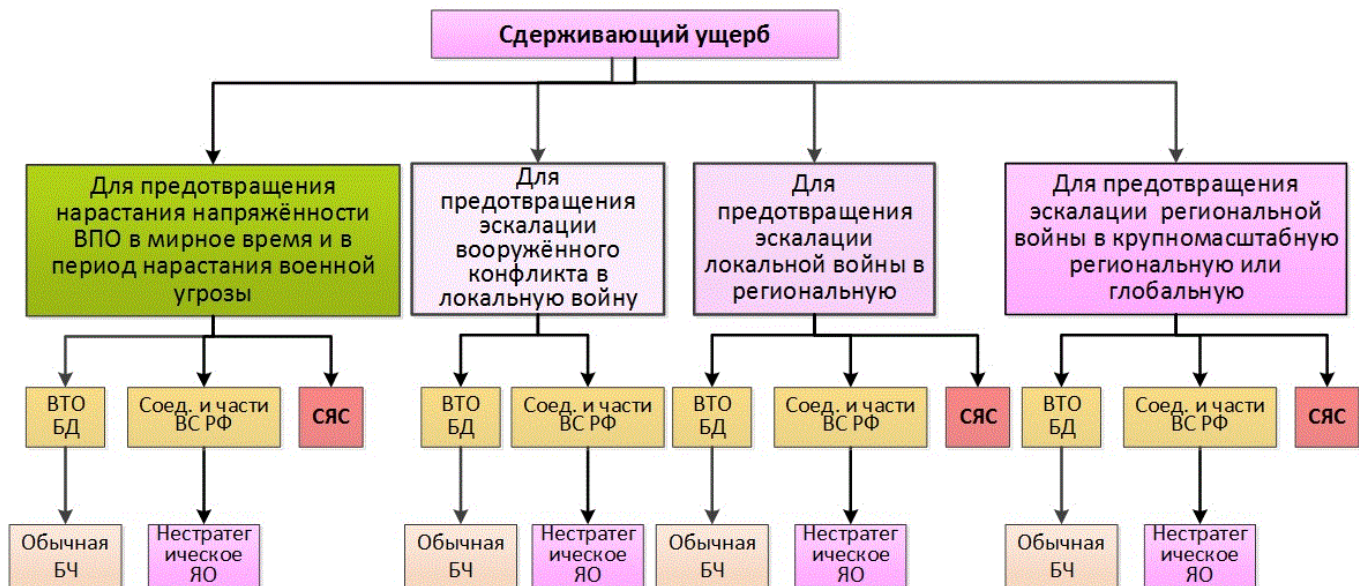 Сдерживающий ущерб
Для предотвращения
нарастания напряжённости
ВПО в мирное время и в
период нарастания военной
угрозы
Для
предотвращения
эскалации
вооружённого
конфликта в
локальную войну
Для
предотвращения
эскалации
локальной войны в
региональную
Для предотвращения
эскалации региональной
войны в крупномасштабную
региональную или
глобальную
ВТО
БД
Соед. и части
ВС РФ
СЯС
ВТО
БД
Соед. и части
ВС РФ
ВТО
БД
Соед. и части
ВС РФ
СЯС
ВТО
БД
Соед. и части
ВС РФ
СЯС
Обычная
БЧ
Нестратег
ическое
ЯО
Обычная
БЧ
Нестратег
ическое
ЯО
Обычная
БЧ
Нестратег
ическое
ЯО
Обычная
БЧ
Нестратег
ическое
ЯО